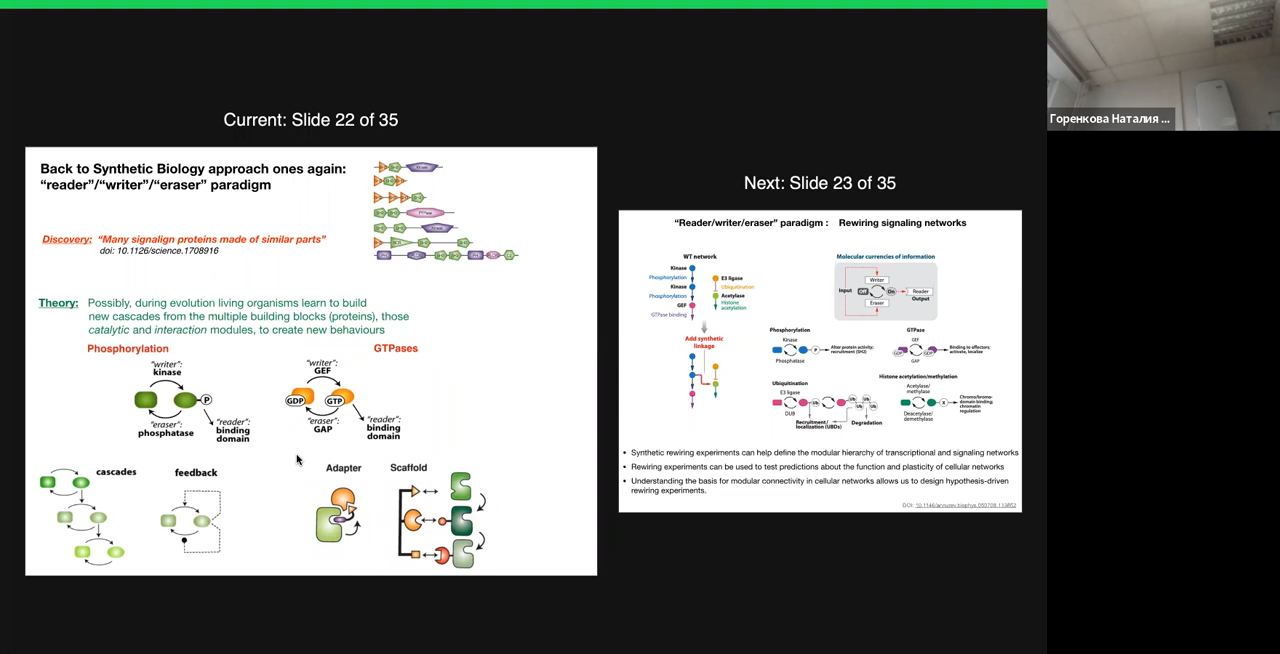 Current: Slide 22 of 35
Back to Synthetic Biology approach ones again:
“reader”/“writer”/“eraser” paradigm
Discovery: “Many signalign proteins made of similar parts”
doi: 10.1126/science.1708916
Theory: Possibly, during evolution living organisms learn to build
new cascades from the multiple building blocks (proteins), those
catalytic and interaction modules, to create new behaviours
Phosphorylation
GTPases
"writer":
kinase
P
"eraser":
phosphatase
"reader":
binding
domain
"writer":
GEF
GDP
GTP
"eraser":
GAP
"reader":
binding
domain
cascades
feedback
Adapter
Scaffold
Next: Slide 23 of 35
“Reader/writer/eraser” paradigm : Rewiring signaling networks
WT network
Kinase
Phosphorylation
Kinase
Phosphorylation
GEF
GTPase binding
E3 ligase
Ubiquitination
Acetylase
Histone
acetylation
Add synthetic
linkage
Molecular currencies of information
Input
Writer
Off
On
Eraser
Reader
Output
Phosphorylation
Kinase
P
Phosphatase
Alter protein activity;
recruitment (SH2)
GTPase
GEF
GDP
GTP
GAP
Binding to effectors;
activate, localize
Ubiquitination
E3 ligase
Ub
Ub
Ub
Ub
Ub
Ub
DUB
Recruitment/
localization (UBDs)
Degradation
Histone acetylation/methylation
Acetylase/
methylase
X
Deacetylase/
demethylase
Chromo/bromo-
domain binding;
chromatin
regulation
• Synthetic rewiring experiments can help define the modular hierarchy of transcriptional and signaling networks
• Rewiring experiments can be used to test predictions about the function and plasticity of cellular networks
• Understanding the basis for modular connectivity in cellular networks allows us to design hypothesis-driven
rewiring experiments.
Горенкова Наталия ...